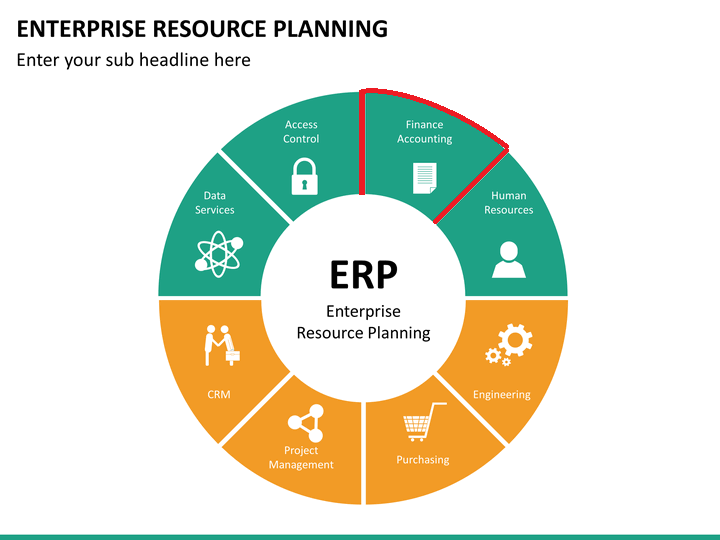 ENTERPRISE RESOURCE PLANNING
Enter your sub headline here
Access
Control
Finance
Accounting
Data
Services
Human
Resources
ERP
Enterprise
Resource Planning
CRM
Engineering
Project
Management
Purchasing